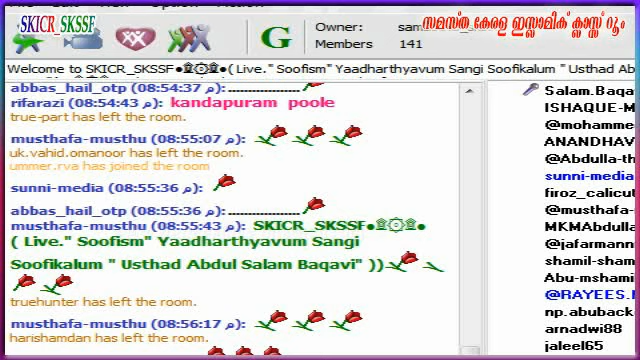 SKICR SKSSF
സമസ്ത കേരള ഇസ്ലാമിക് ക്ലാസ്സ് റൂം
Owner:
Members 141
G
Welcome to SKICR_SKSSF●۩۞۩●( Live." Soofism" Yaadharthyavum Sangi Soofikalum " Usthad Ab
abbas_hail_otp (08:54:37 م):
rifarazi (08:54:43 م): kandapuram poole
true-part has left the room.
musthafa-musthu (08:55:07 م):
uk.vahid.omanoor has left the room.
ummer.rva has joined the room
sunni-media (08:55:36 م):
abbas_hail_otp (08:55:36 م):
musthafa-musthu (08:55:43 م): SKICR_SKSSF●۩۞۩●
( Live." Soofism" Yaadharthyavum Sangi
Soofikalum " Usthad Abdul Salam Baqavi" ))
truehunter has left the room.
musthafa-musthu (08:56:17 م):
harishamdan has left the room.
Salam.Baqa
ISHAQUE-M
@mohamme
ANANDHAV
@Abdulla-th
sunni-media
firoz_calicut
@musthafa-
MKMAbdulla
@jafarmann
shamil-sham
Abu-mshami
@RAYEES.
np.abuback
arnadwi88
jaleel65